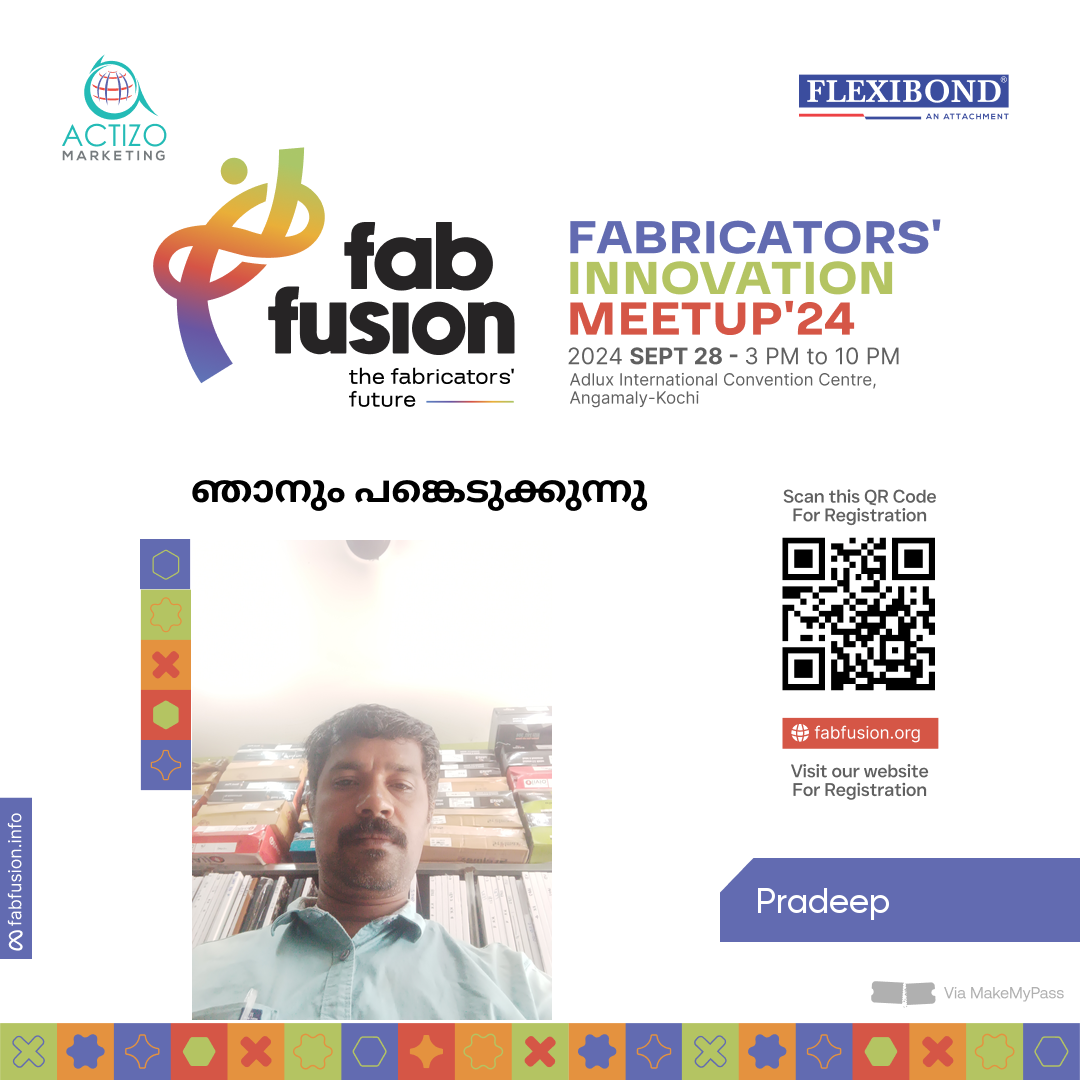 ACTIZO
MARKETING
FLEXIBOND®
AN ATTACHMENT
fab
fusion
the fabricators'
future
FABRICATORS'
INNOVATION
MEETUP'24
2024 SEPT 28 - 3 PM to 10 PM
Adlux International Convention Centre,
Angamaly-Kochi
ഞാനും പങ്കെടുക്കുന്നു
Scan this QR Code
For Registration
fabfusion.org
Visit our website
For Registration
fabfusion.info
Pradeep
Via MakeMyPass